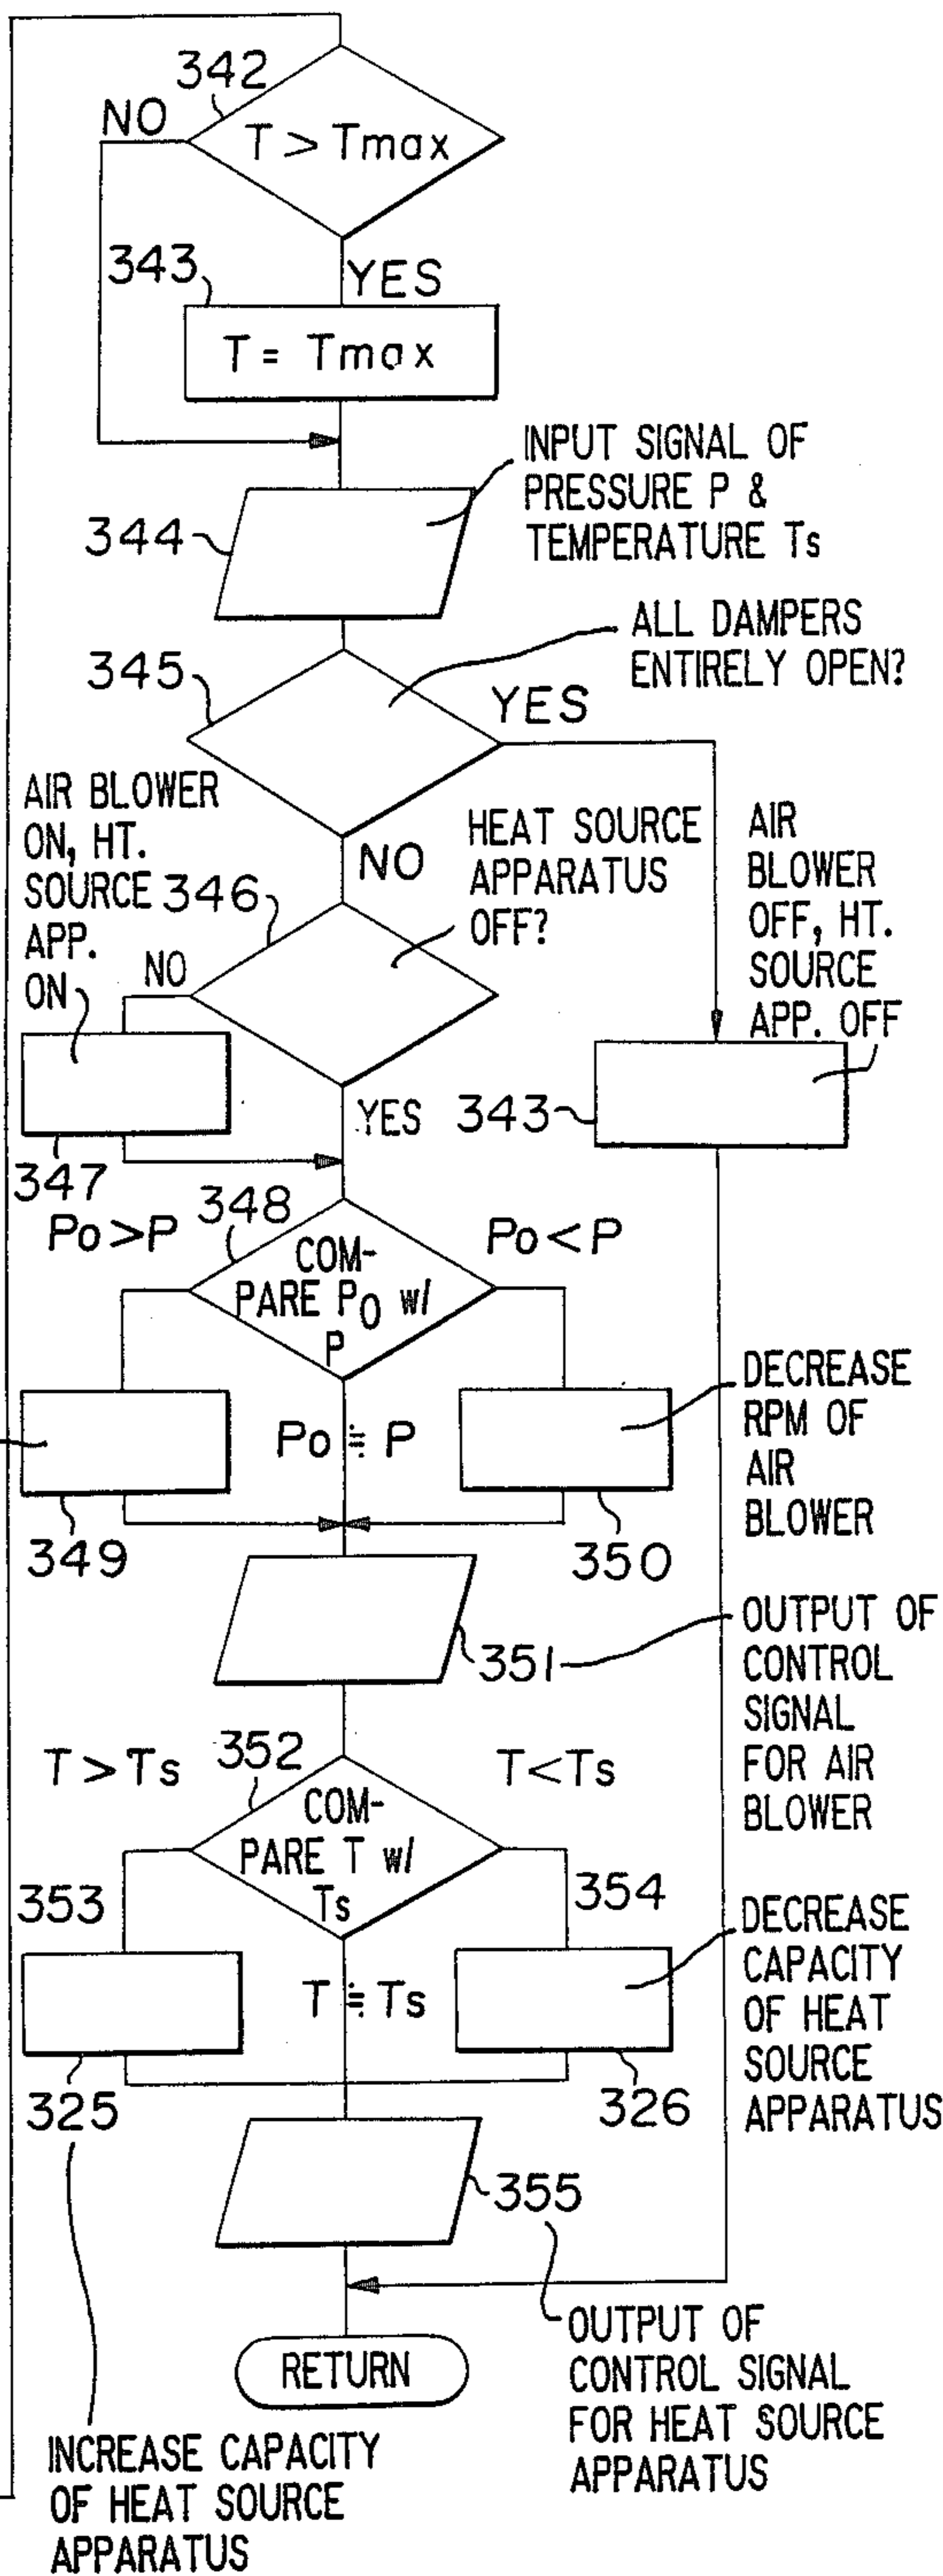 342
NO
T > Tmax
343
YES
T = Tmax
INPUT SIGNAL OF
PRESSURE P &
TEMPERATURE Ts
344
ALL DAMPERS
ENTIRELY OPEN?
345
YES
AIR BLOWER
ON, HT.
SOURCE
APP.
ON
NO
346
HEAT SOURCE
APPARATUS
OFF?
AIR
BLOWER
OFF, HT.
SOURCE
APP. OFF
NO
YES
343
347
348
Po>P
Po<P
COM-
PARE PO w/
P
DECREASE
RPM OF
AIR
BLOWER
Po ≒ P
349
350
351
OUTPUT OF
CONTROL
SIGNAL
FOR AIR
BLOWER
352
T > Ts
T<Ts
COM-
PARE T w/
Ts
353
354
DECREASE
CAPACITY
OF HEAT
SOURCE
APPARATUS
T ≒ Ts
325
326
355
OUTPUT OF
CONTROL SIGNAL
FOR HEAT SOURCE
APPARATUS
RETURN
INCREASE CAPACITY
OF HEAT SOURCE
APPARATUS